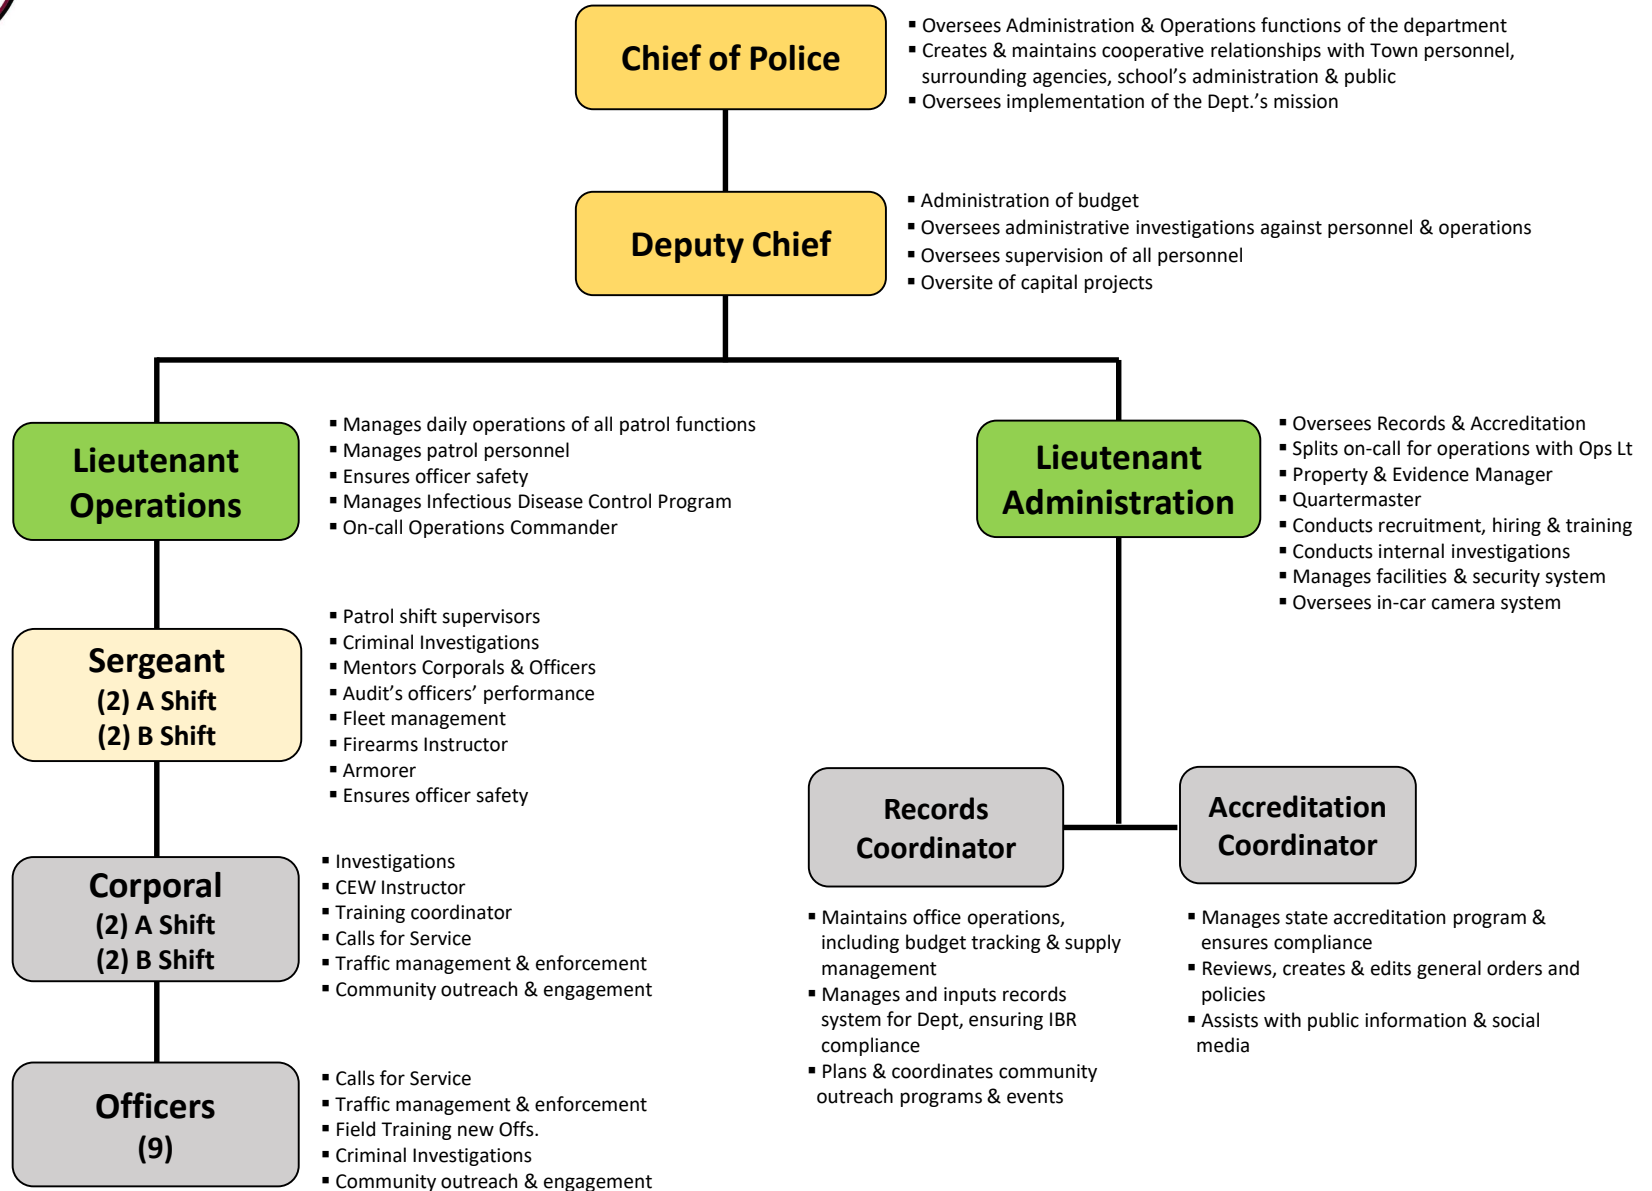 Chief of Police
▪ Oversees Administration & Operations functions of the department
▪ Creates & maintains cooperative relationships with Town personnel,
surrounding agencies, school’s administration & public
▪ Oversees implementation of the Dept.’s mission
Deputy Chief
▪ Administration of budget
▪ Oversees administrative investigations against personnel & operations
▪ Oversees supervision of all personnel
▪ Oversite of capital projects
Lieutenant
Operations
▪ Manages daily operations of all patrol functions
▪ Manages patrol personnel
▪ Ensures officer safety
▪ Manages Infectious Disease Control Program
▪ On-call Operations Commander
Lieutenant
Administration
▪ Oversees Records & Accreditation
▪ Splits on-call for operations with Ops Lt
▪ Property & Evidence Manager
▪ Quartermaster
▪ Conducts recruitment, hiring & training
▪ Conducts internal investigations
▪ Manages facilities & security system
▪ Oversees in-car camera system
Sergeant
(2) A Shift
(2) B Shift
▪ Patrol shift supervisors
▪ Criminal Investigations
▪ Mentors Corporals & Officers
▪ Audit’s officers’ performance
▪ Fleet management
▪ Firearms Instructor
▪ Armorer
▪ Ensures officer safety
Corporal
(2) A Shift
(2) B Shift
▪ Investigations
▪ CEW Instructor
▪ Training coordinator
▪ Calls for Service
▪ Traffic management & enforcement
▪ Community outreach & engagement
Officers
(9)
▪ Calls for Service
▪ Traffic management & enforcement
▪ Field Training new Offs.
▪ Criminal Investigations
▪ Community outreach & engagement
Records
Coordinator
▪ Maintains office operations,
including budget tracking & supply
management
▪ Manages and inputs records
system for Dept, ensuring IBR
compliance
▪ Plans & coordinates community
outreach programs & events
Accreditation
Coordinator
▪ Manages state accreditation program &
ensures compliance
▪ Reviews, creates & edits general orders and
policies
▪ Assists with public information & social
media